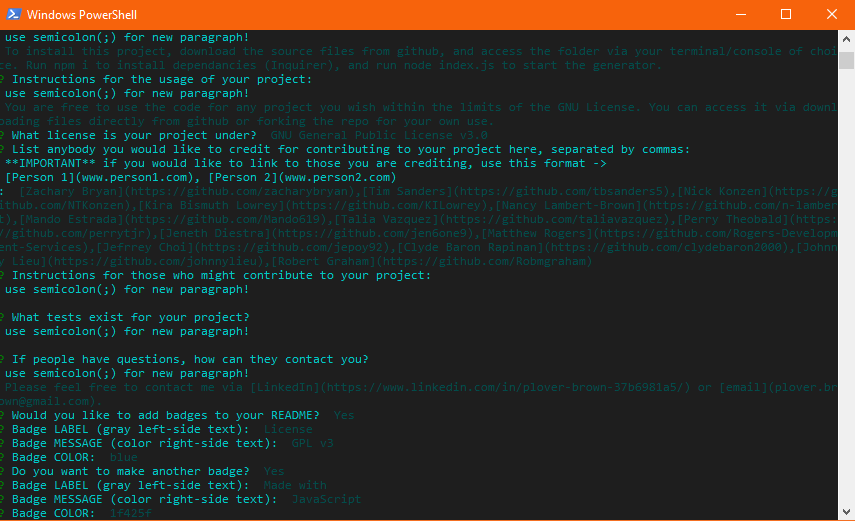 Windows PowerShell
use semicolon(;) for new paragraph!
To install this project, download the source files from github, and access the folder via your terminal/console of choi
ce. Run npm i to install dependancies (Inquirer), and run node index.js to start the generator.
? Instructions for the usage of your project:
use semicolon(;) for new paragraph!
You are free to use the code for any project you wish within the limits of the GNU License. You can access it via downl
oading files directly from github or forking the repo for your own use.
? What license is your project under? GNU General Public License v3.0
? List anybody you would like to credit for contributing to your project here, separated by commas:
**IMPORTANT** if you would like to link to those you are crediting, use this format ->
[Person 1](www.person1.com), [Person 2](www.person2.com)
: [Zachary Bryan](https://github.com/zacharybryan),[Tim Sanders](https://github.com/tbsanders5),[Nick Konzen](https://g
ithub.com/NTKonzen),[Kira Bismuth Lowrey](https://github.com/KILowrey),[Nancy Lambert-Brown](https://github.com/n-lamber
t),[Mando Estrada](https://github.com/Mando619),[Talia Vazquez](https://github.com/taliavazquez),[Perry Theobald](https:
//github.com/perrytjr),[Jeneth Diestra](https://github.com/jen6one9),[Matthew Rogers](https://github.com/Rogers-Developm
ent-Services),[Jefrrey Choi](https://github.com/jepoy92),[Clyde Baron Rapinan](https://github.com/clydebaron2000),[Johnn
y Lieu](https://github.com/johnnylieu),[Robert Graham](https://github.com/Robmgraham)
? Instructions for those who might contribute to your project:
use semicolon(;) for new paragraph!
? What tests exist for your project?
use semicolon(;) for new paragraph!
? If people have questions, how can they contact you?
use semicolon(;) for new paragraph!
Please feel free to contact me via [LinkedIn](https://www.linkedin.com/in/plover-brown-37b6981a5/) or [email](plover.br
own@gmail.com).
? Would you like to add badges to your README? Yes
? Badge LABEL (gray left-side text): License
? Badge MESSAGE (color right-side text): GPL v3
? Badge COLOR: blue
? Do you want to make another badge? Yes
? Badge LABEL (gray left-side text): Made with
? Badge MESSAGE (color right-side text): JavaScript
? Badge COLOR: 1f425f